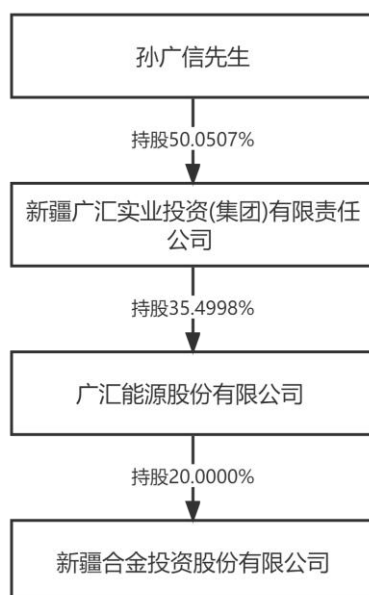 孙广信先生
持股50.0507%
新疆广汇实业投资(集团)有限责任
公司
持股35.4998%
广汇能源股份有限公司
持股20.0000%
新疆合金投资股份有限公司